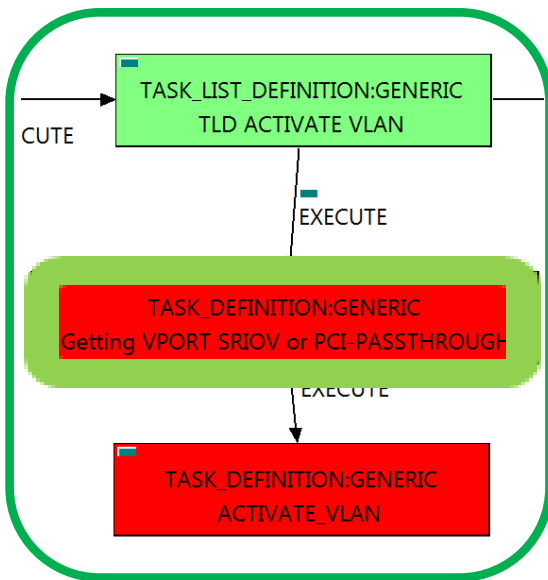 TASK_LIST_DEFINITION:GENERIC
TLD ACTIVATE VLAN
CUTE
EXECUTE
TASK_DEFINITION:GENERIC
Getting VPORT SRIOV or PCI-PASSTHROUGH
EXECUTE
TASK_DEFINITION:GENERIC
ACTIVATE_VLAN